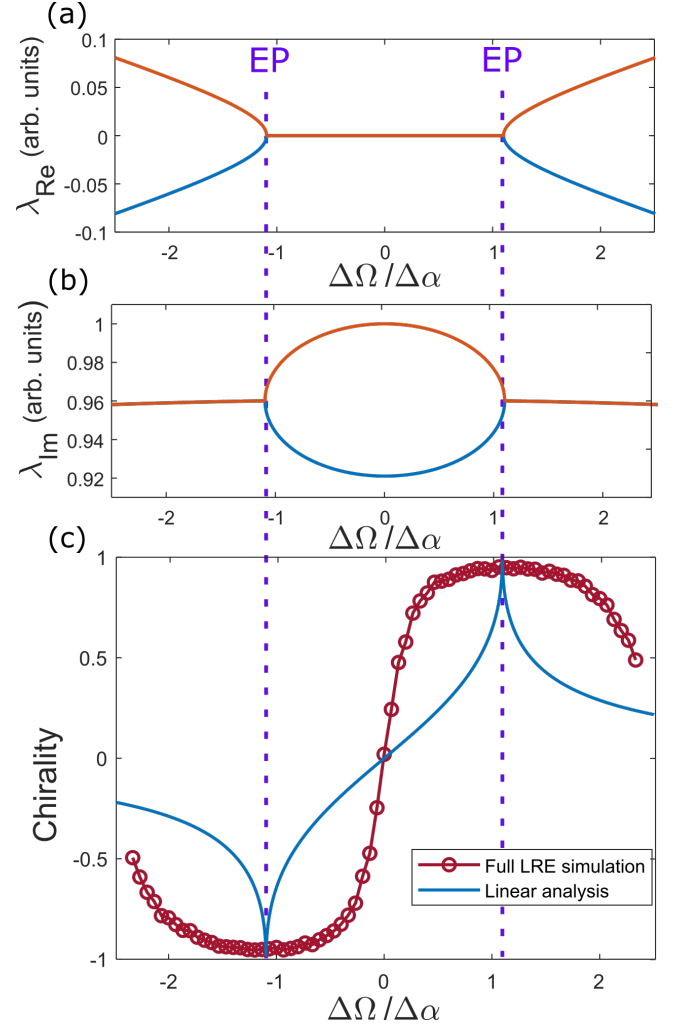 (a)
EP EP
λRe (arb. units)
0.1
0.05
0
-0.05
-0.1
-2 -1 0 1 2
ΔΩ/Δα
(b)
λIm (arb. units)
1
0.98
0.96
0.94
0.92
-2 -1 0 1 2
ΔΩ/Δα
(c)
Chirality
1
0.5
0
-0.5
-1
Full LRE simulation
Linear analysis
-2 -1 0 1 2
ΔΩ/Δα